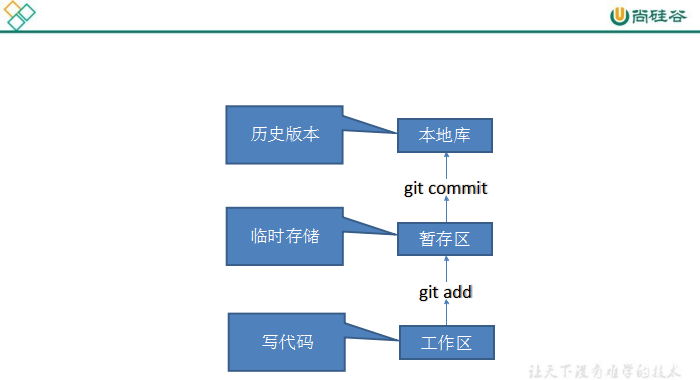 尚硅谷
历史版本
本地库
git commit
临时存储
暂存区
git add
写代码
工作区
让天下没有难学的技术